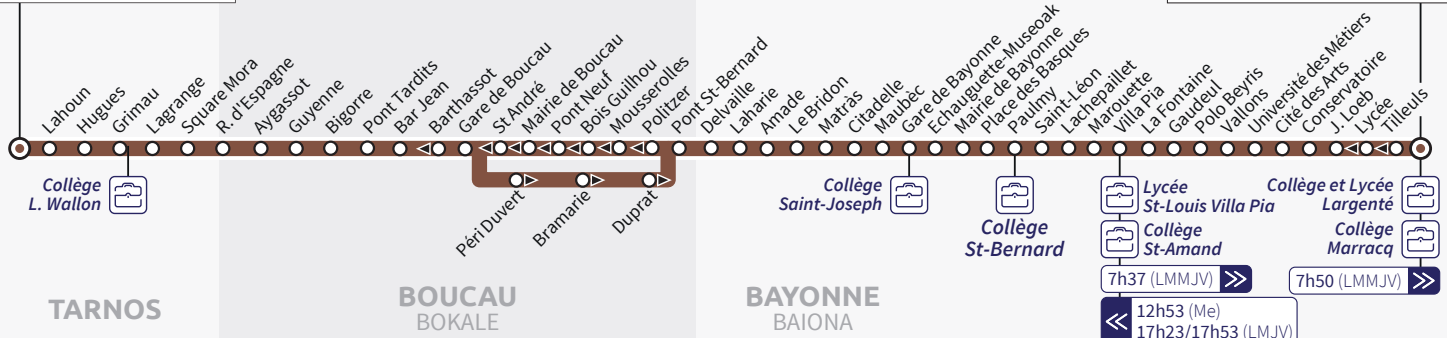 Lahoun
Hugues
Grimau
Lagrange
Square Mora
R. d'Espagne
Aygassot
Guyenne
Bigorre
Pont Tardits
Bar Jean
Barthassot
Gare de Boucau
St André
Mairie de Boucau
Pont Neuf
Bois Guilhou
Mousserolles
Politzer
Pont St-Bernard
Delvaille
Laharie
Amade
Le Bridon
Matràs
Citadelle
Maubec
Gare de Bayonne
Echauguette-Museoak
Mairie de Bayonne
Place des Basques
Paulmy
Saint-Léon
Lachepaillet
Marouette
Villa Pia
La Fontaine
Gaudeul
Polo Beyris
Vallons
Université des Métiers
Cité des Arts
Conservatoire
J. Loeb
Lycée
Tilleuls
Péri Duvert
Bramarie
Duprat
Collège
L. Wallon
Collège
Saint-Joseph
Collège
St-Bernard
Lycée
St-Louis Villa Pia
Collège
St-Amand
7h37 (LMMJV)
12h53 (Me)
17h23/17h53 (LMJV)
Collège et Lycée
Largenté
Collège
Marracq
7h50 (LMMJV)
TARNOS
BOUCAU
BOKALE
BAYONNE
BAIONA